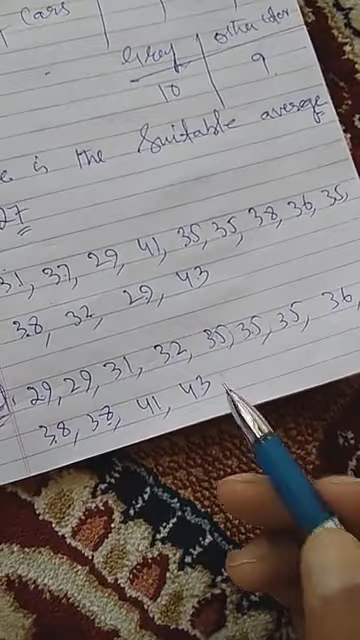 Cars
Grey | Other color
10 | 9
is the Suitable average
27
31, 37, 29, 41, 35, 35, 38, 36, 35,
38, 32, 29, 43
29, 29, 31, 32, 35, 35, 35, 36
38, 38, 41, 43